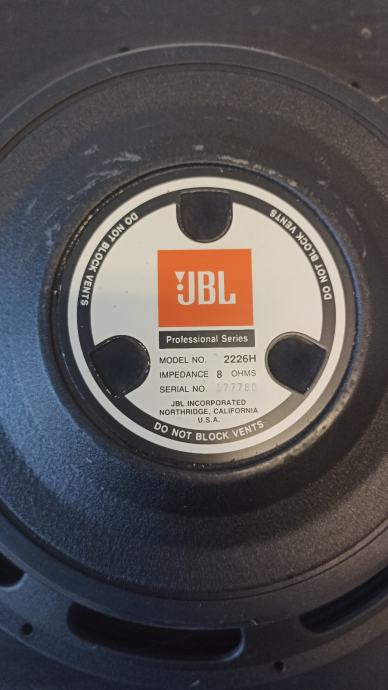 DO NOT BLOCK VENTS
DO NOT BLOCK VENTS
JBL
Professional Series
MODEL NO. 2226H
IMPEDANCE 8 OHMS
SERIAL NO.
JBL INCORPORATED
NORTHRIDGE, CALIFORNIA
U.S.A.
DO NOT BLOCK VENTS